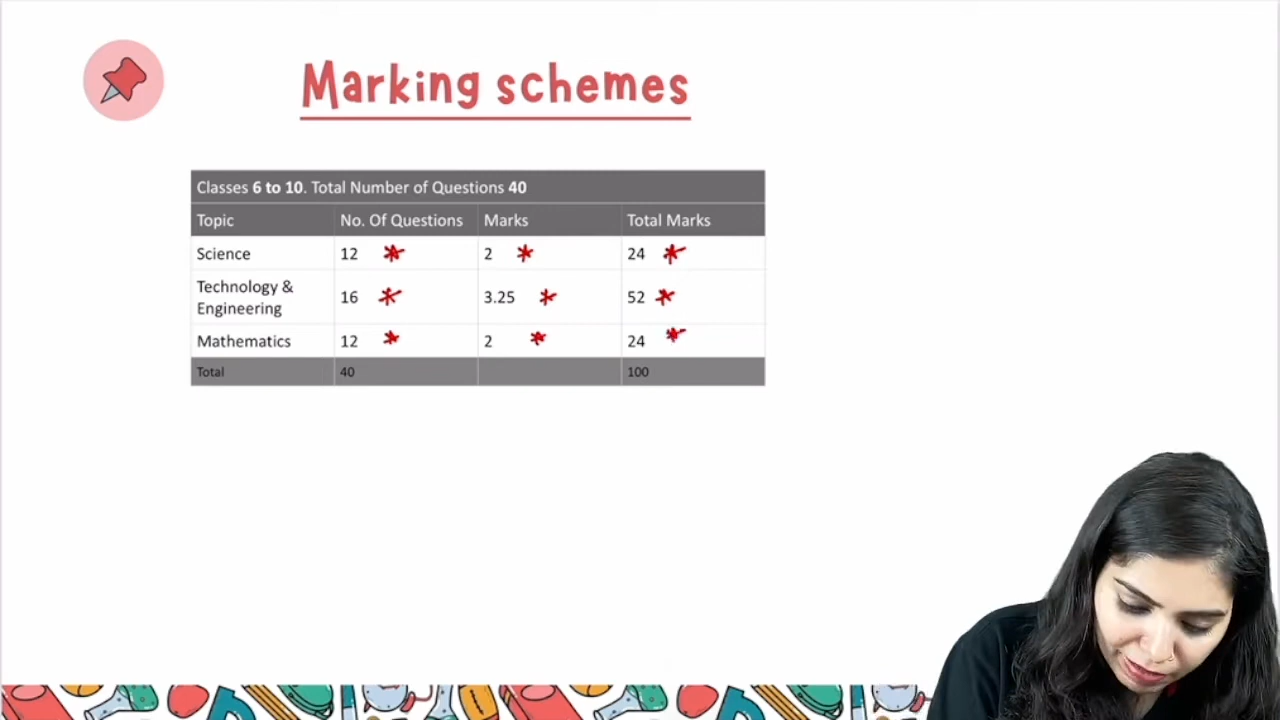 Marking schemes
Classes 6 to 10. Total Number of Questions 40
Topic No. Of Questions Marks Total Marks
Science 12 2 24
Technology &
Engineering 16 3.25 52
Mathematics 12 2 24
Total 40 100